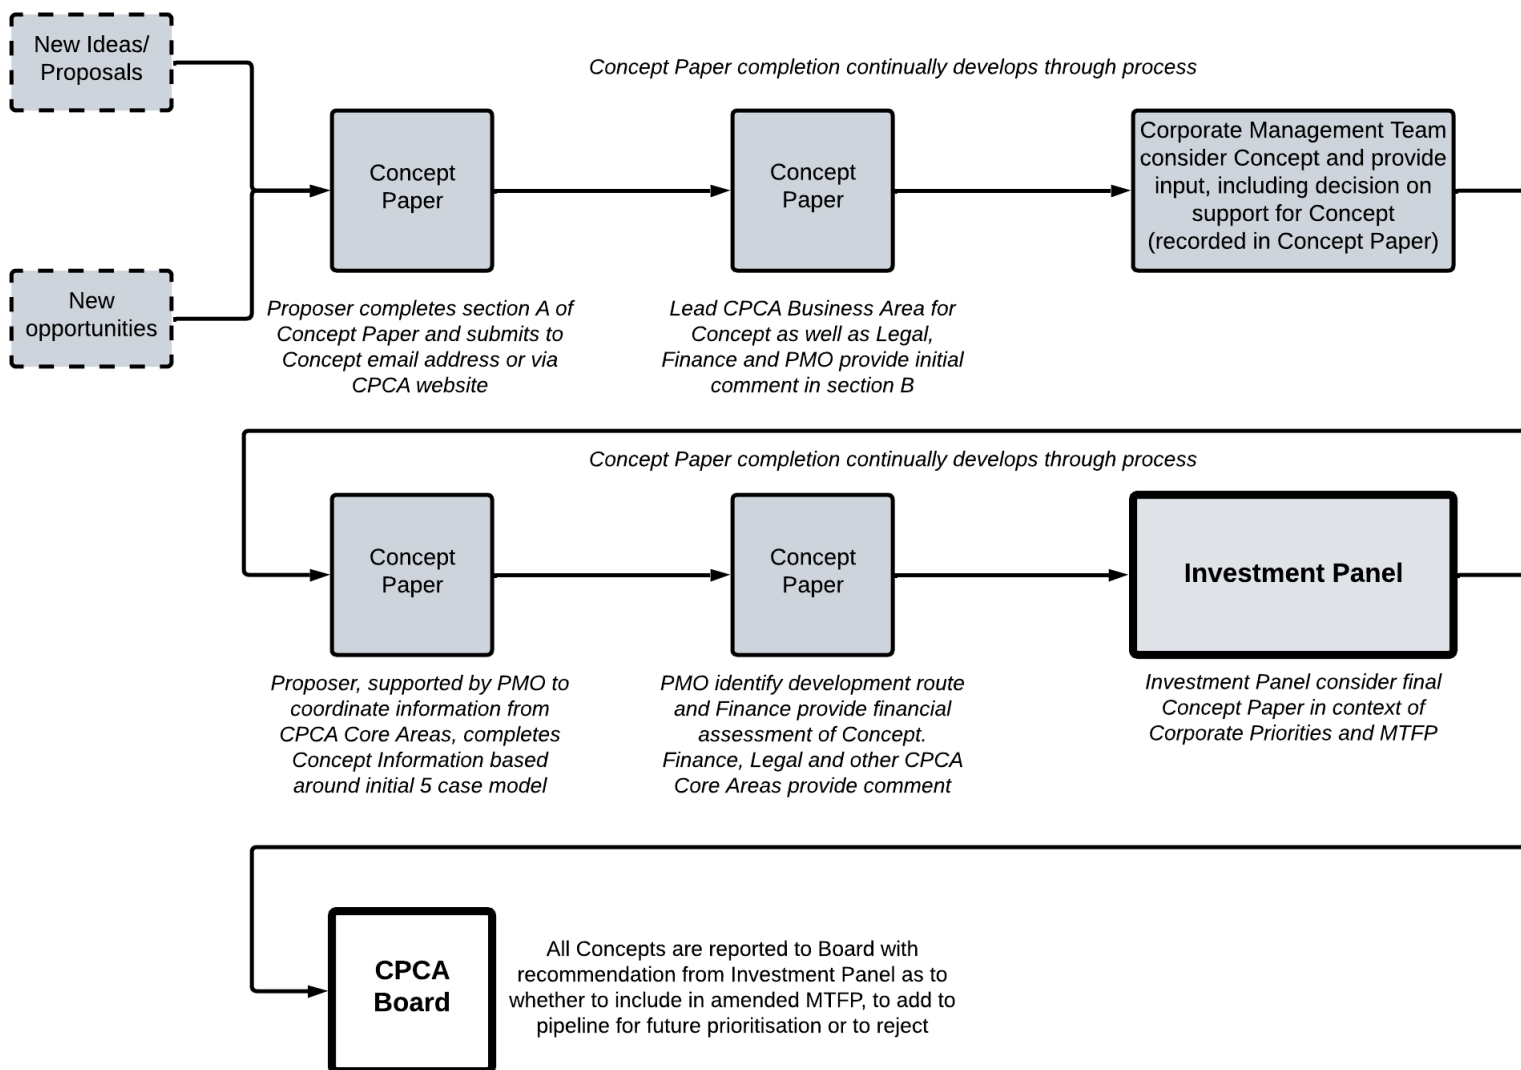 New Ideas/
Proposals
Concept Paper completion continually develops through process
Concept
Paper
Concept
Paper
Corporate Management Team
consider Concept and provide
input, including decision on
support for Concept
(recorded in Concept Paper)
New
opportunities
Proposer completes section A of
Concept Paper and submits to
Concept email address or via
CPCA website
Lead CPCA Business Area for
Concept as well as Legal,
Finance and PMO provide initial
comment in section B
Concept Paper completion continually develops through process
Concept
Paper
Concept
Paper
Investment Panel
Proposer, supported by PMO to
coordinate information from
CPCA Core Areas, completes
Concept Information based
around initial 5 case model
PMO identify development route
and Finance provide financial
assessment of Concept.
Finance, Legal and other CPCA
Core Areas provide comment
Investment Panel consider final
Concept Paper in context of
Corporate Priorities and MTFP
CPCA
Board
All Concepts are reported to Board with
recommendation from Investment Panel as to
whether to include in amended MTFP, to add to
pipeline for future prioritisation or to reject